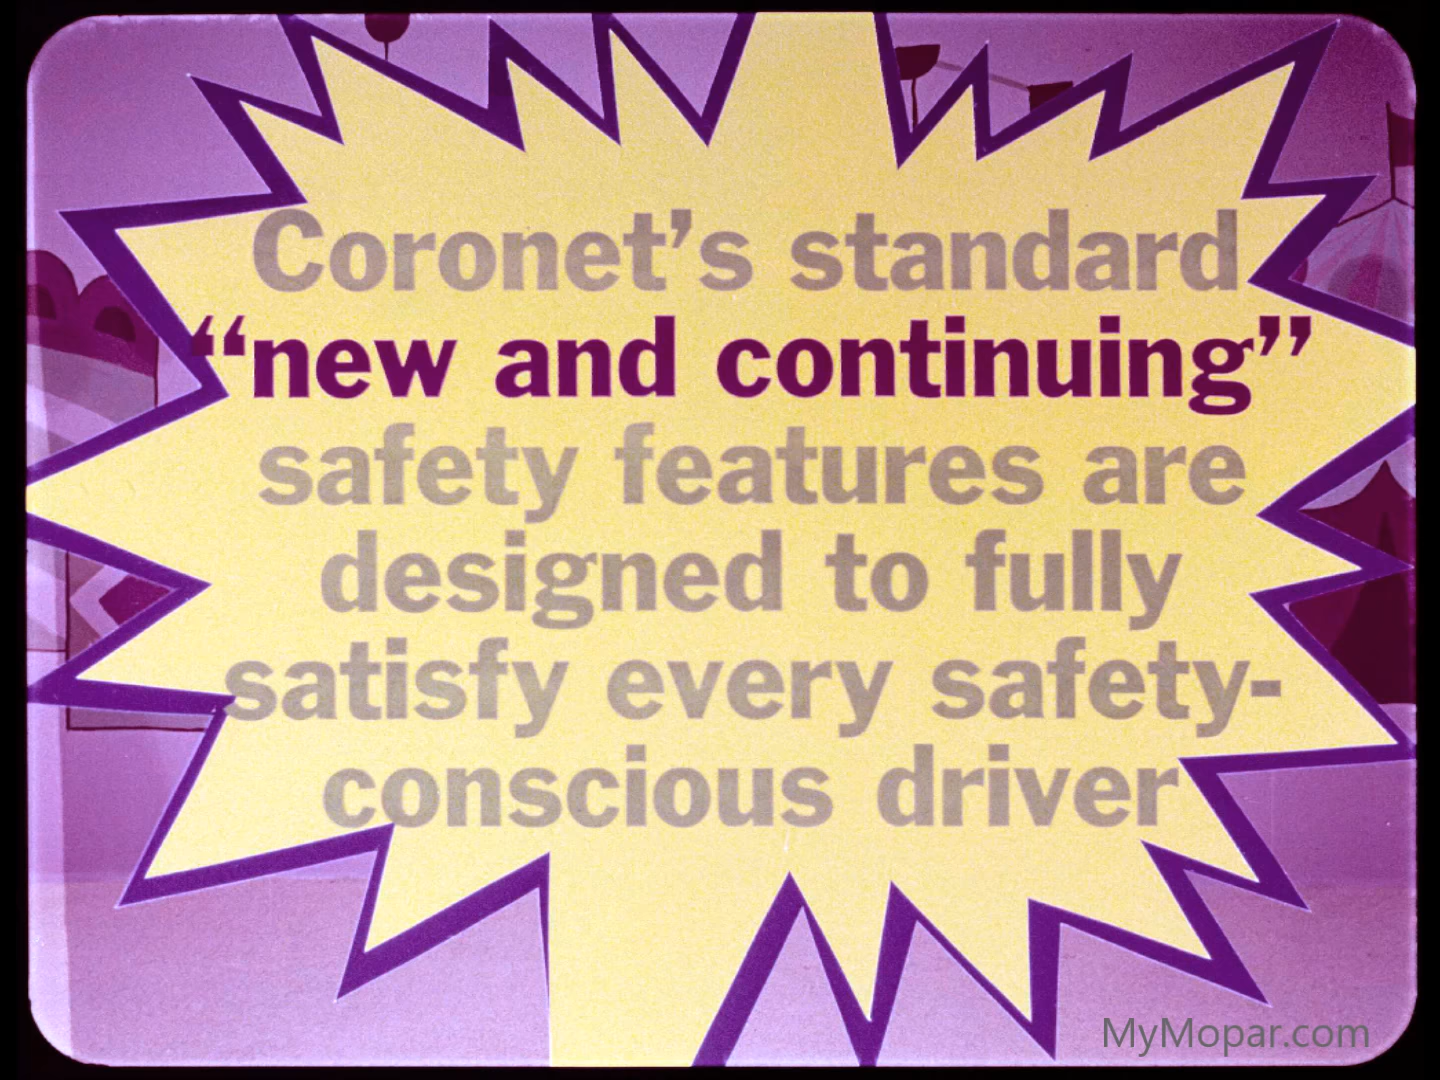 Coronet’s standard
“new and continuing”
safety features are
designed to fully
satisfy every safety-
conscious driver
MyMopar.com